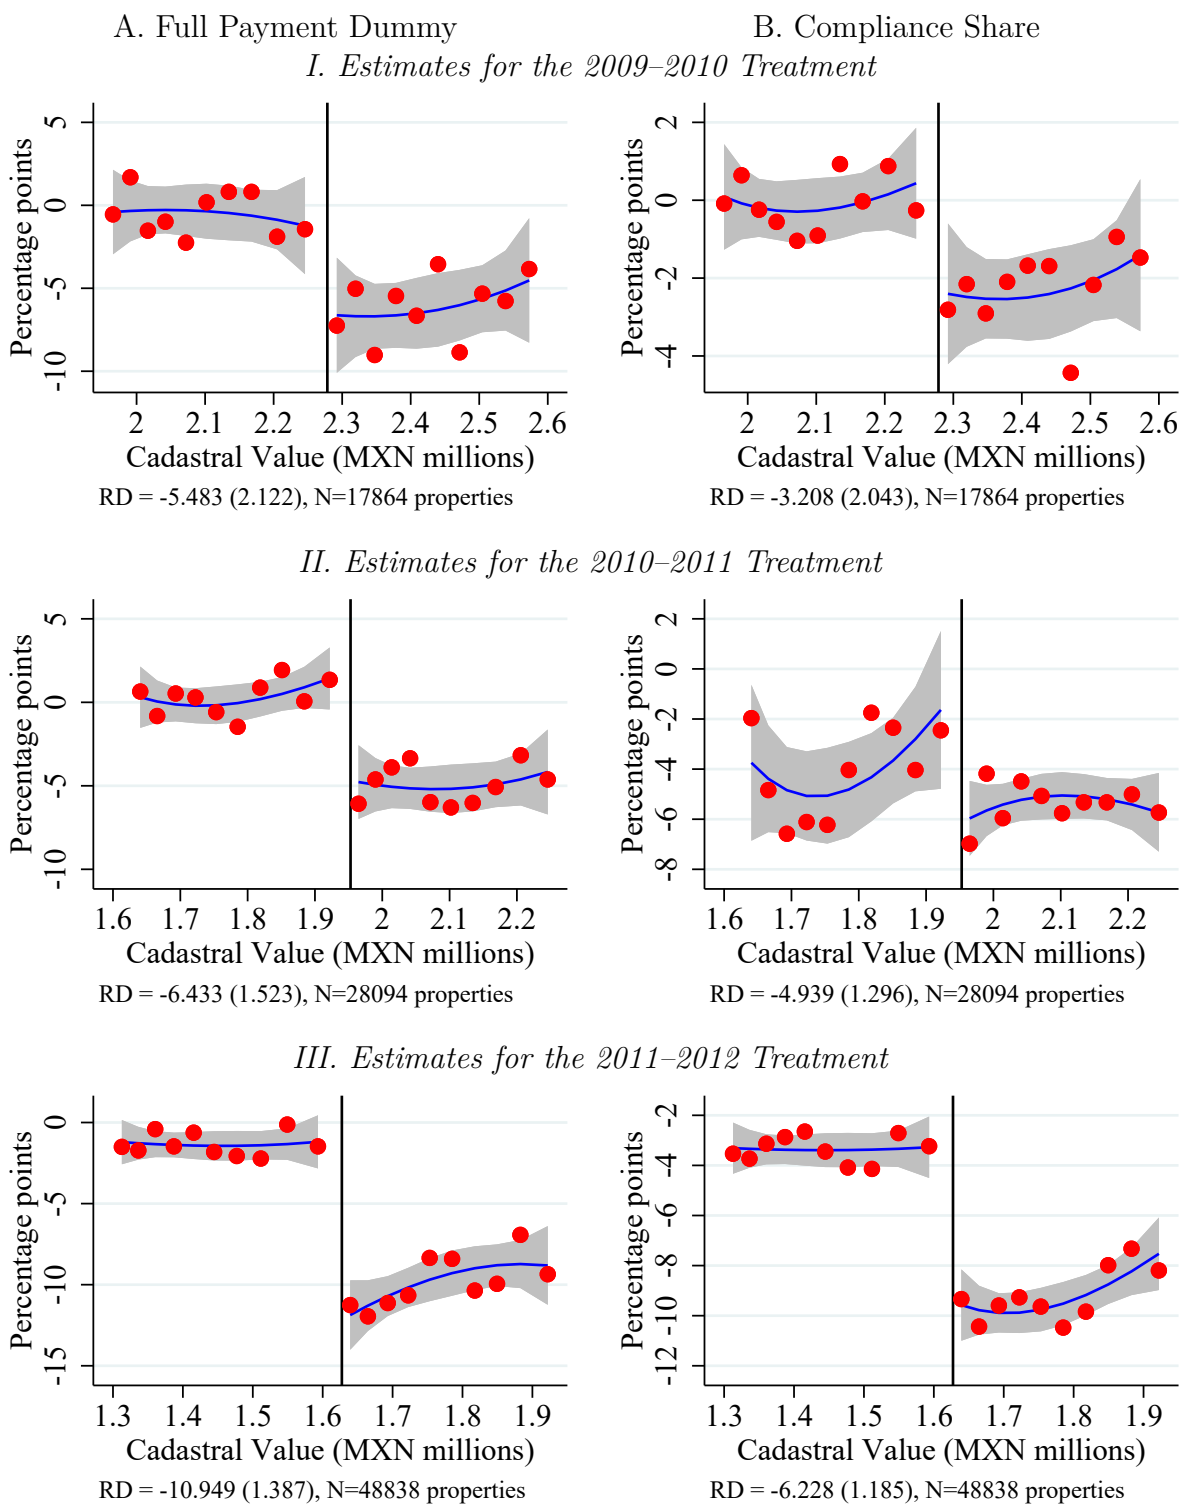 A. Full Payment Dummy
B. Compliance Share
I. Estimates for the 2009–2010 Treatment
Percentage points
5
0
-5
-10
2 2.1 2.2 2.3 2.4 2.5 2.6
Cadastral Value (MXN millions)
RD = -5.483 (2.122), N=17864 properties
Percentage points
2
0
-2
-4
2 2.1 2.2 2.3 2.4 2.5 2.6
Cadastral Value (MXN millions)
RD = -3.208 (2.043), N=17864 properties
II. Estimates for the 2010–2011 Treatment
Percentage points
5
0
-5
-10
1.6 1.7 1.8 1.9 2 2.1 2.2
Cadastral Value (MXN millions)
RD = -6.433 (1.523), N=28094 properties
Percentage points
2
0
-2
-4
-6
-8
1.6 1.7 1.8 1.9 2 2.1 2.2
Cadastral Value (MXN millions)
RD = -4.939 (1.296), N=28094 properties
III. Estimates for the 2011–2012 Treatment
Percentage points
0
-5
-10
-15
1.3 1.4 1.5 1.6 1.7 1.8 1.9
Cadastral Value (MXN millions)
RD = -10.949 (1.387), N=48838 properties
Percentage points
-2
-4
-6
-8
-10
-12
1.3 1.4 1.5 1.6 1.7 1.8 1.9
Cadastral Value (MXN millions)
RD = -6.228 (1.185), N=48838 properties